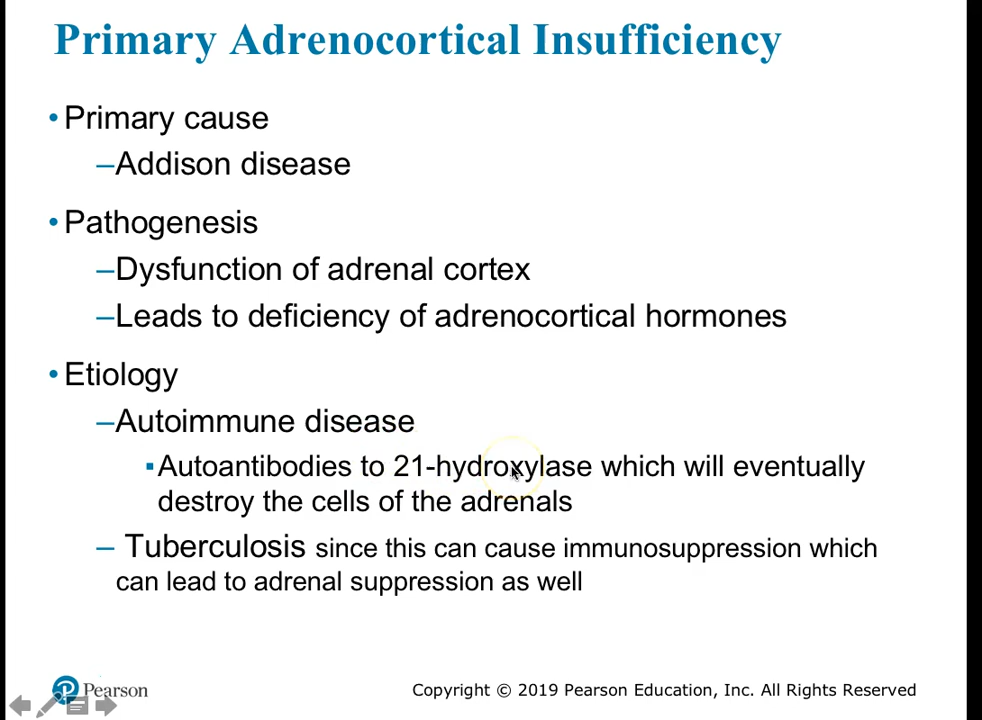 Primary Adrenocortical Insufficiency
•Primary cause
–Addison disease
•Pathogenesis
–Dysfunction of adrenal cortex
–Leads to deficiency of adrenocortical hormones
•Etiology
–Autoimmune disease
▪Autoantibodies to 21-hydroxylase which will eventually
destroy the cells of the adrenals
– Tuberculosis since this can cause immunosuppression which
can lead to adrenal suppression as well
Pearson
Copyright © 2019 Pearson Education, Inc. All Rights Reserved